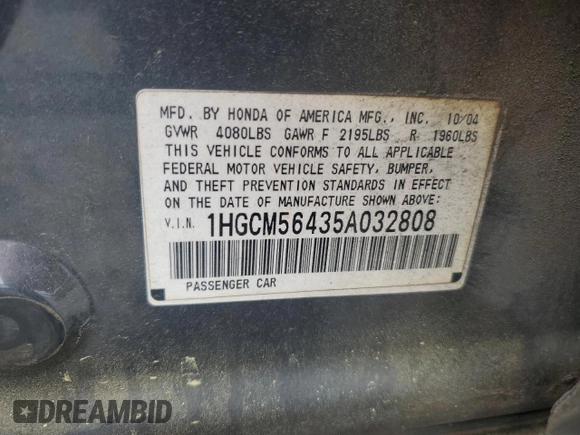 MFD. BY HONDA OF AMERICA MFG., INC. 10/04
GVWR 4080LBS GAWR F 2195LBS R 1960LBS
THIS VEHICLE CONFORMS TO ALL APPLICABLE
FEDERAL MOTOR VEHICLE SAFETY, BUMPER,
AND THEFT PREVENTION STANDARDS IN EFFECT
ON THE DATE OF MANUFACTURE SHOWN ABOVE:
V.I.N. 1HGCM56435A032808
PASSENGER CAR
DREAMBID